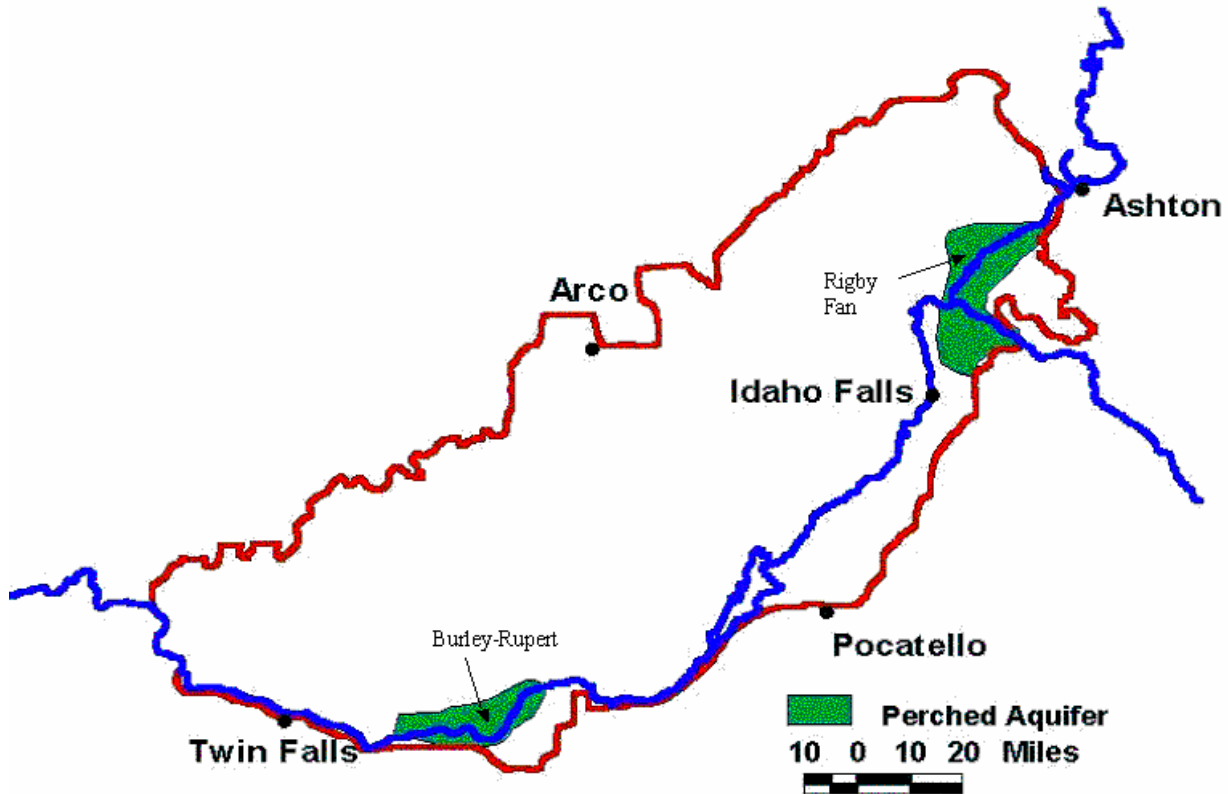 Ashton
Rigby
Fan
Arco
Idaho Falls
Burley-Rupert
Pocatello
Twin Falls
Perched Aquifer
10 0 10 20 Miles